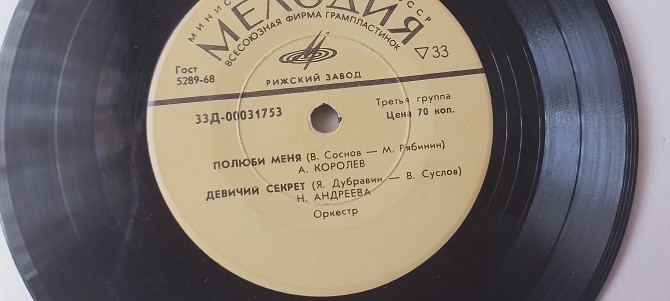 МИНИС
ССР
МЕЛОДИЯ
ВСЕСОЮЗНАЯ ФИРМА ГРАМПЛАСТИНОК
Гост
5289-68
▽33
РИЖСКИЙ ЗАВОД
33Д-00031753
Третья группа
Цена 70 коп.
ПОЛЮБИ МЕНЯ (В. Соснов — М. Рябинин)
А. КОРОЛЕВ
ДЕВИЧИЙ СЕКРЕТ (Я. Дубравин — В. Суслов)
Н. АНДРЕЕВА
Оркестр